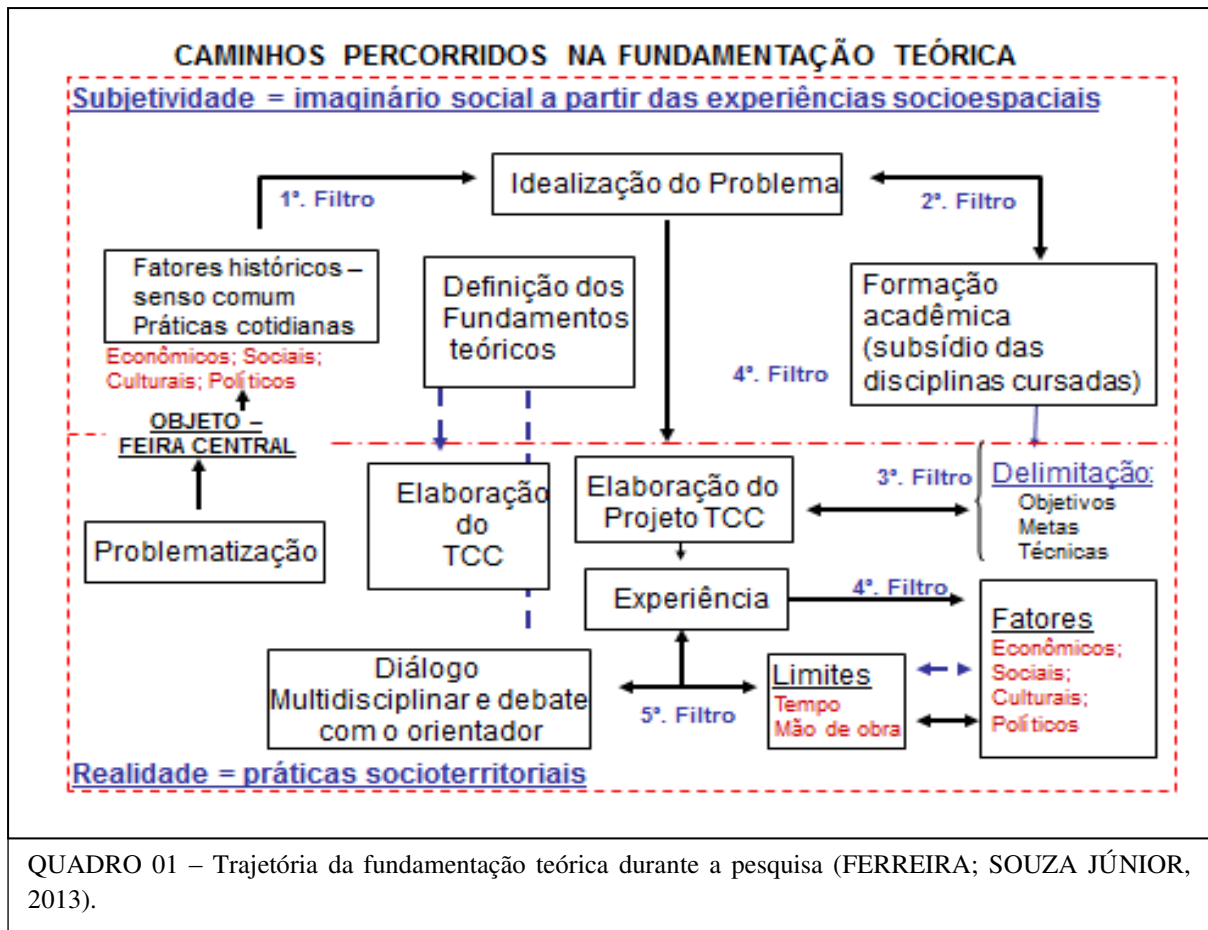 CAMINHOS PERCORRIDOS NA FUNDAMENTAÇÃO TEÓRICA
Subjetividade = imaginário social a partir das experiências socioespaciais
Idealização do Problema
1ª. Filtro
2ª. Filtro
Fatores históricos –
senso comum
Práticas cotidianas
Econômicos; Sociais;
Culturais; Políticos
Definição dos
Fundamentos
teóricos
Formação
acadêmica
(subsídio das
disciplinas cursadas)
4ª. Filtro
OBJETO –
FEIRA CENTRAL
Problematização
Elaboração
do
TCC
Elaboração do
Projeto TCC
3ª. Filtro
Delimitação:
Objetivos
Metas
Técnicas
Experiência
4ª. Filtro
Fatores
Econômicos;
Sociais;
Culturais;
Políticos
Diálogo
Multidisciplinar e debate
com o orientador
5ª. Filtro
Limites
Tempo
Mão de obra
Realidade = práticas socioterritoriais
QUADRO 01 – Trajetória da fundamentação teórica durante a pesquisa (FERREIRA; SOUZA JÚNIOR,
2013).